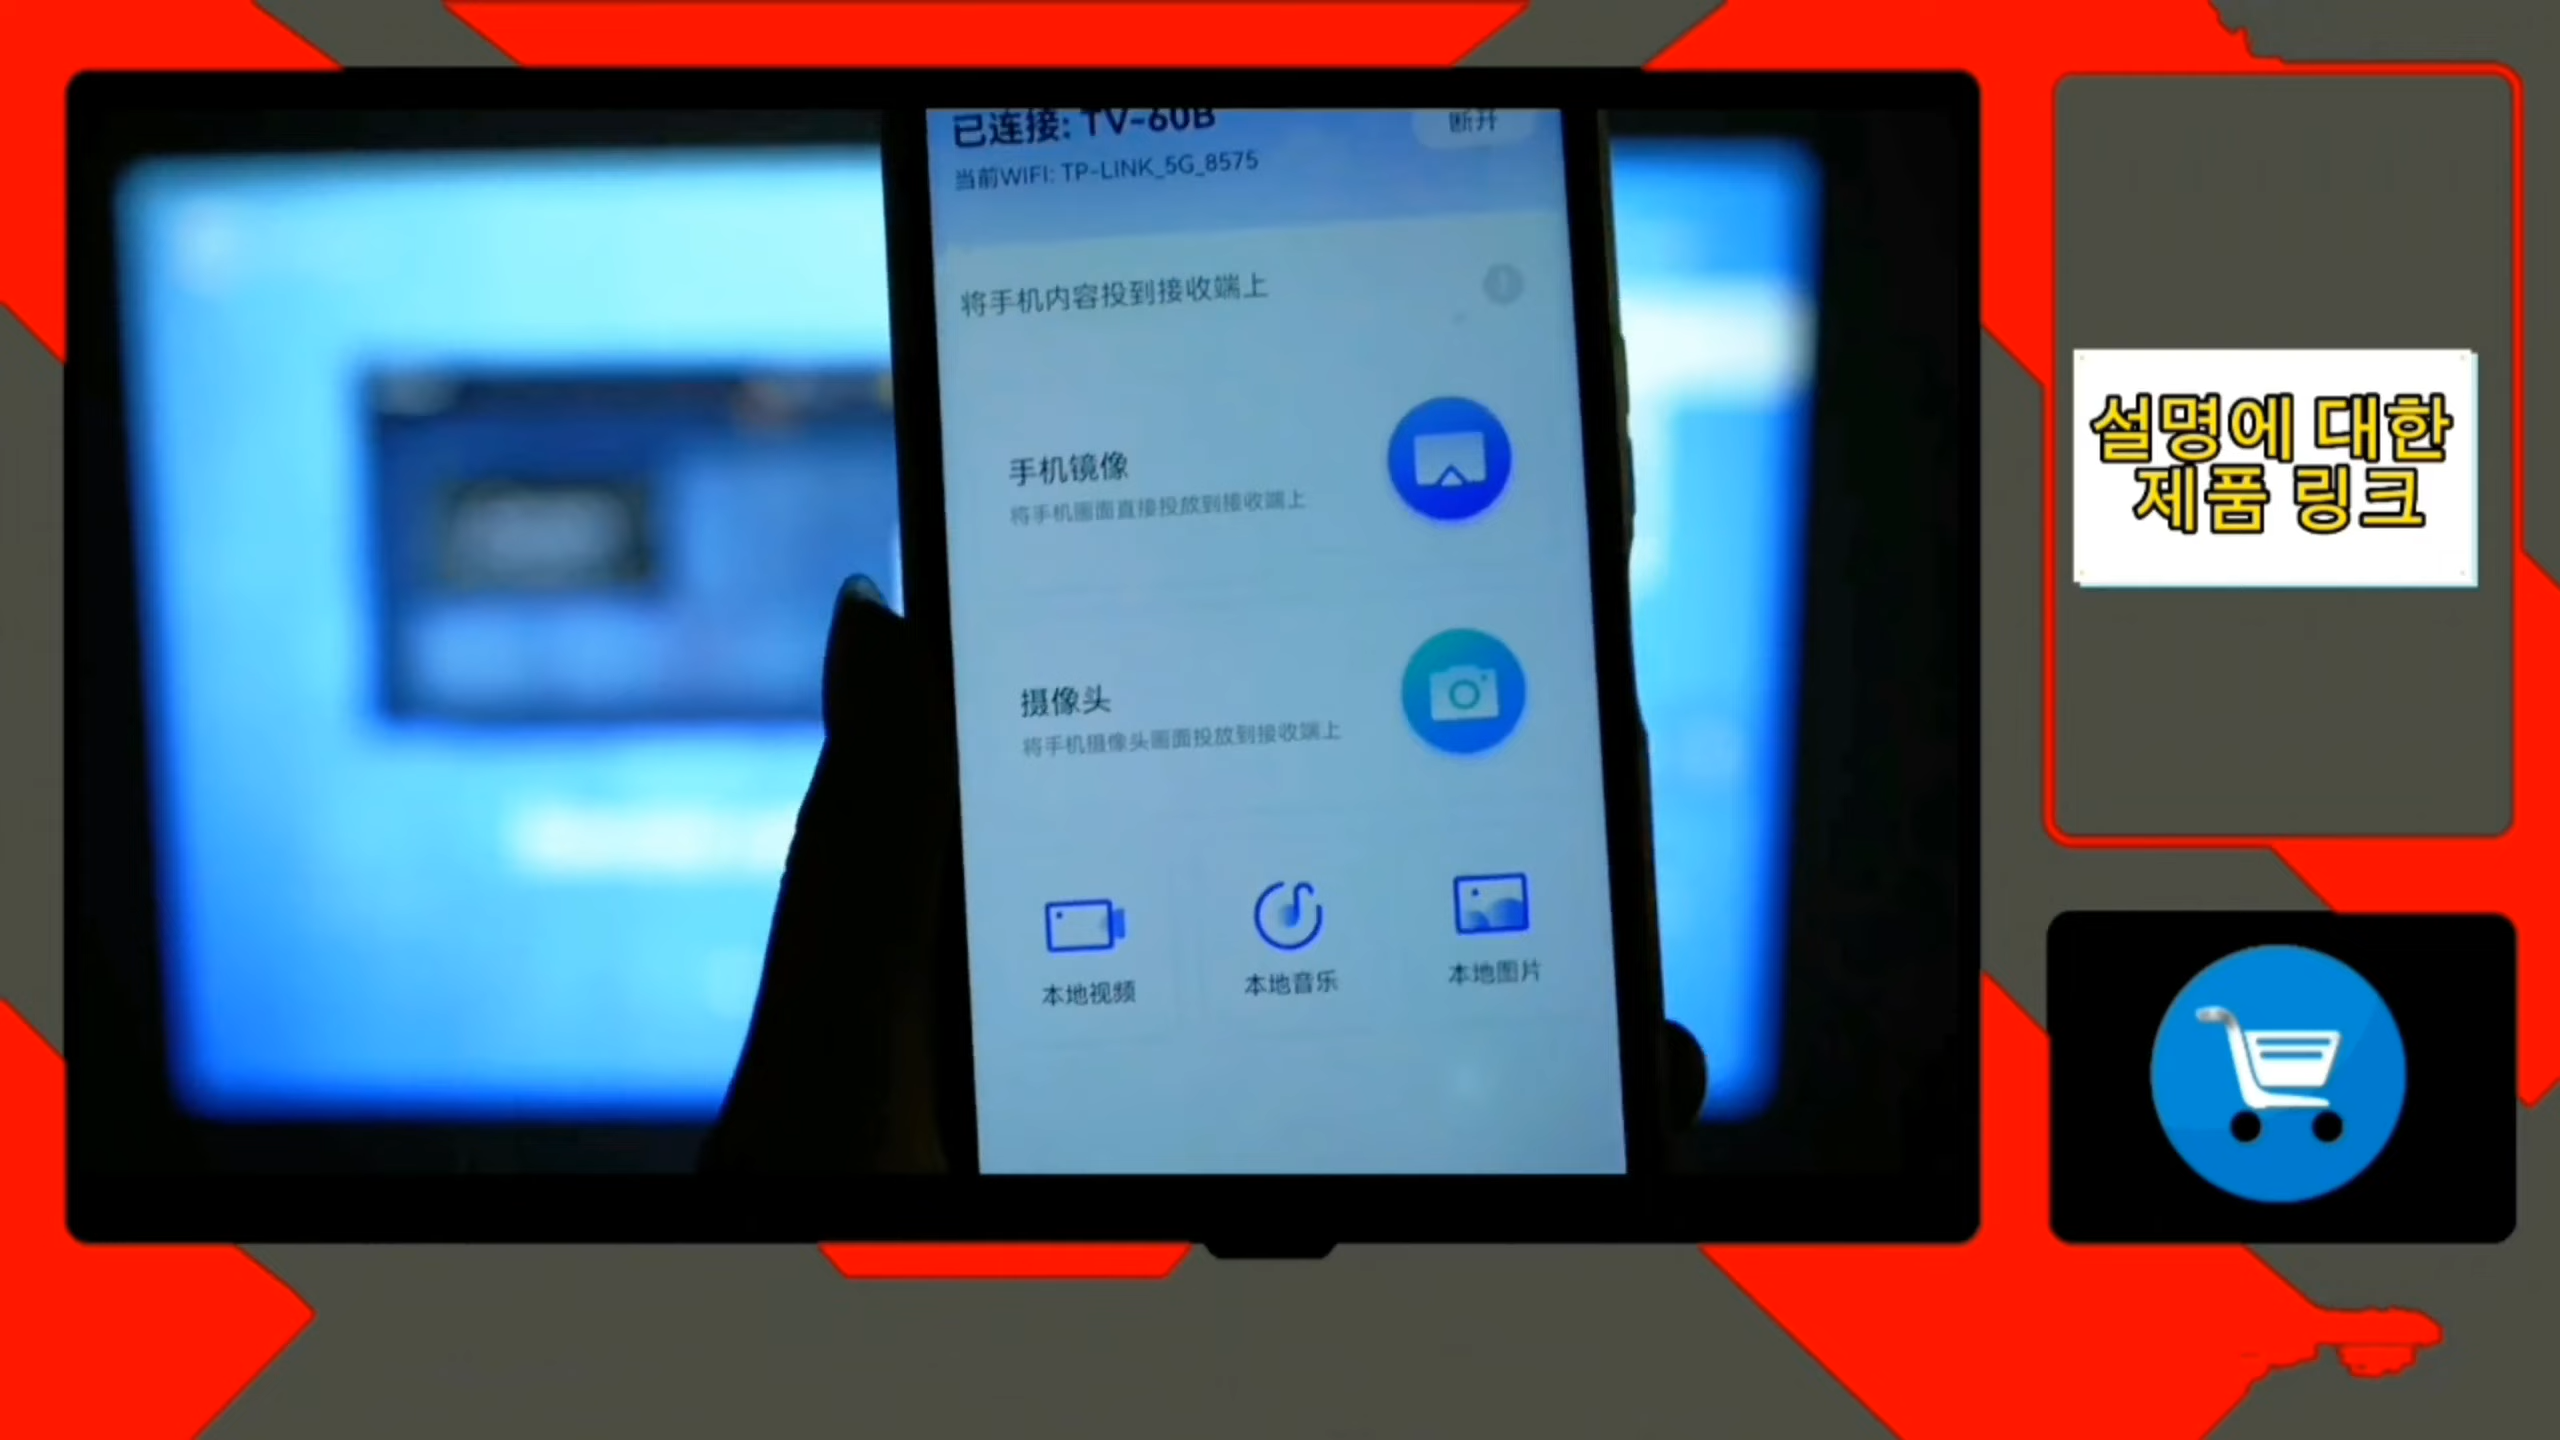 已连接: TV-60B
断开
当前WIFI: TP-LINK_5G_8575
将手机内容投到接收端上
手机镜像
将手机画面直接投放到接收端上
摄像头
将手机摄像头画面投放到接收端上
本地视频
本地音乐
本地图片
설명에 대한
제품 링크